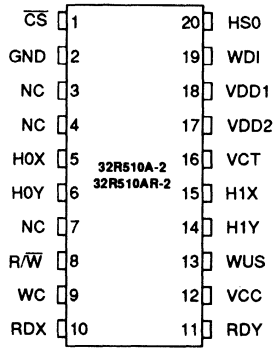 C̅S̅ 1 20 HS0
GND 2 19 WDI
NC 3 18 VDD1
NC 4 17 VDD2
H0X 5 16 VCT
32R510A-2
32R510AR-2
H0Y 6 15 H1X
NC 7 14 H1Y
R/W̅ 8 13 WUS
WC 9 12 VCC
RDX 10 11 RDY